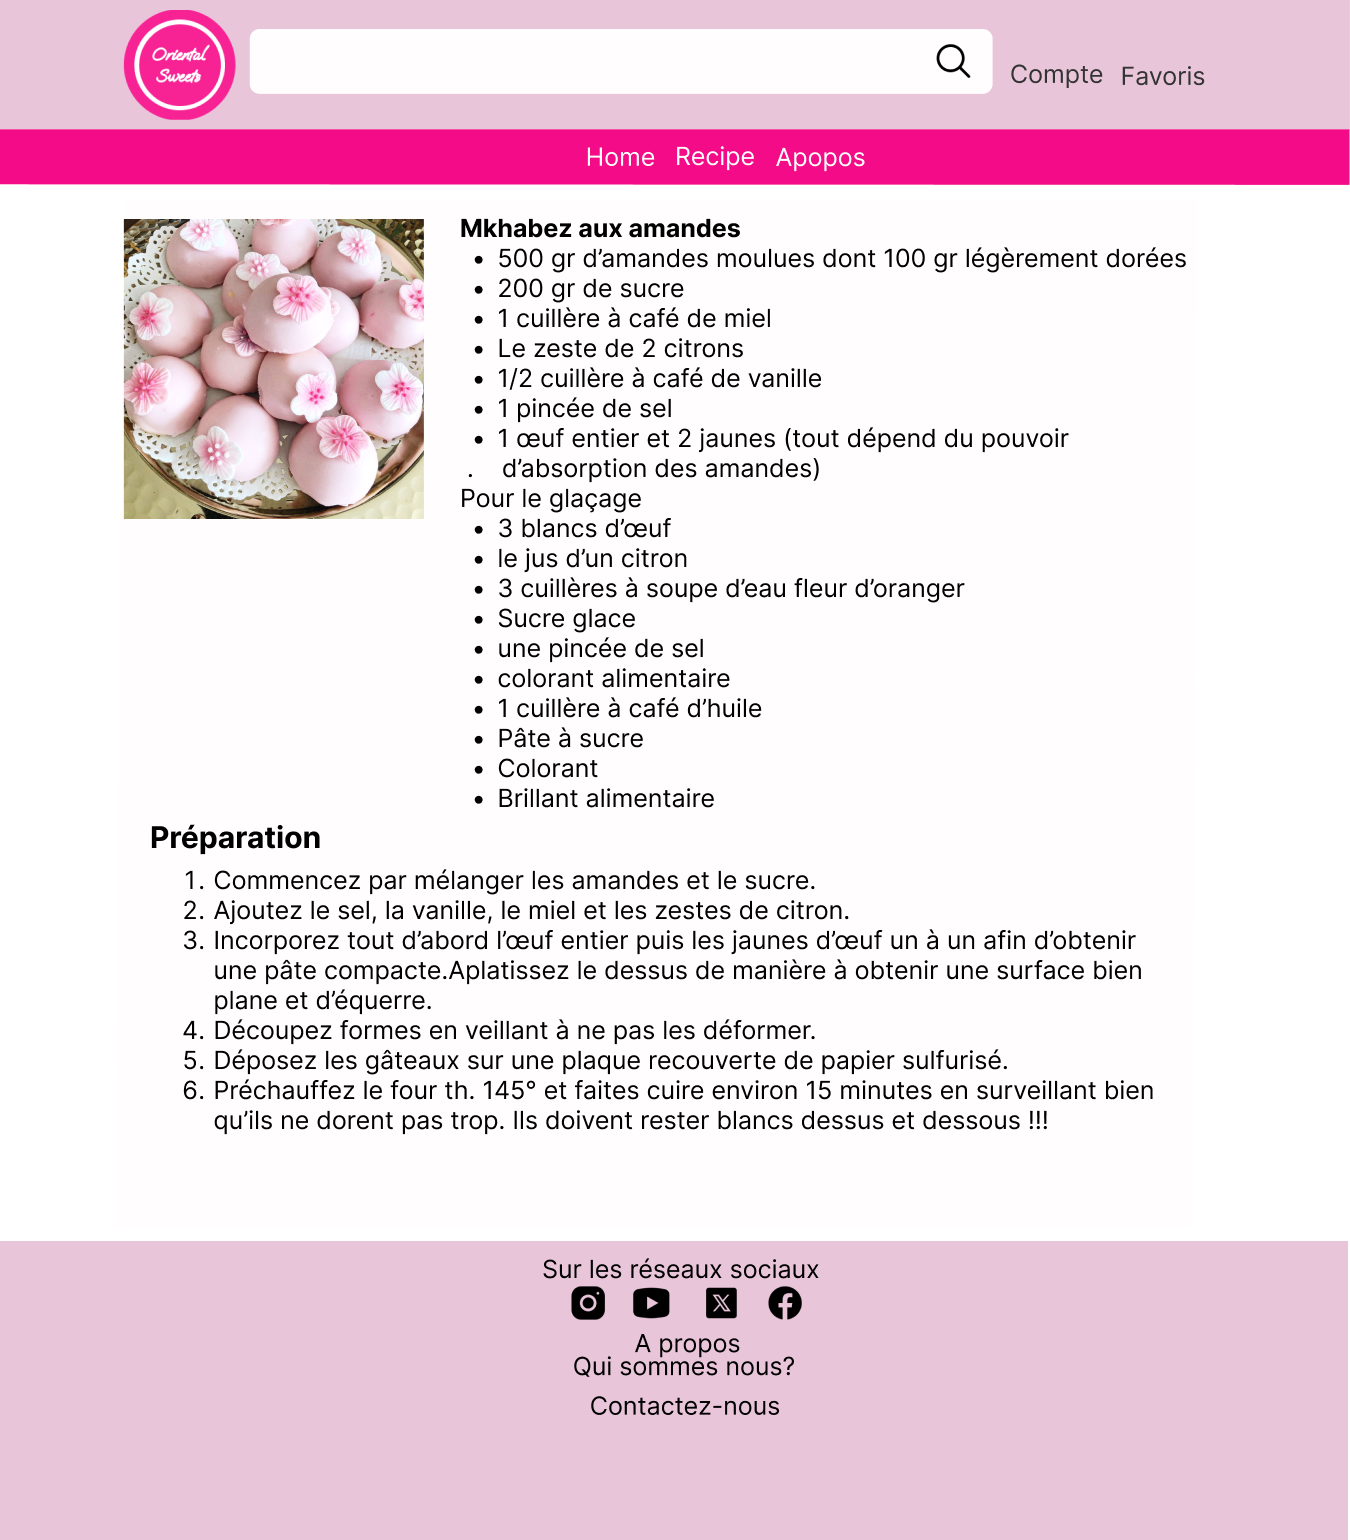 Oriental
Sweets
Compte
Favoris
Home
Recipe
Apopos
Mkhabez aux amandes
• 500 gr d’amandes moulues dont 100 gr légèrement dorées
• 200 gr de sucre
• 1 cuillère à café de miel
• Le zeste de 2 citrons
• 1/2 cuillère à café de vanille
• 1 pincée de sel
• 1 œuf entier et 2 jaunes (tout dépend du pouvoir
. d’absorption des amandes)
Pour le glaçage
• 3 blancs d’œuf
• le jus d’un citron
• 3 cuillères à soupe d’eau fleur d’oranger
• Sucre glace
• une pincée de sel
• colorant alimentaire
• 1 cuillère à café d’huile
• Pâte à sucre
• Colorant
• Brillant alimentaire
Préparation
1. Commencez par mélanger les amandes et le sucre.
2. Ajoutez le sel, la vanille, le miel et les zestes de citron.
3. Incorporez tout d’abord l’œuf entier puis les jaunes d’œuf un à un afin d’obtenir
une pâte compacte.Aplatissez le dessus de manière à obtenir une surface bien
plane et d’équerre.
4. Découpez formes en veillant à ne pas les déformer.
5. Déposez les gâteaux sur une plaque recouverte de papier sulfurisé.
6. Préchauffez le four th. 145° et faites cuire environ 15 minutes en surveillant bien
qu’ils ne dorent pas trop. Ils doivent rester blancs dessus et dessous !!!
Sur les réseaux sociaux
A propos
Qui sommes nous?
Contactez-nous